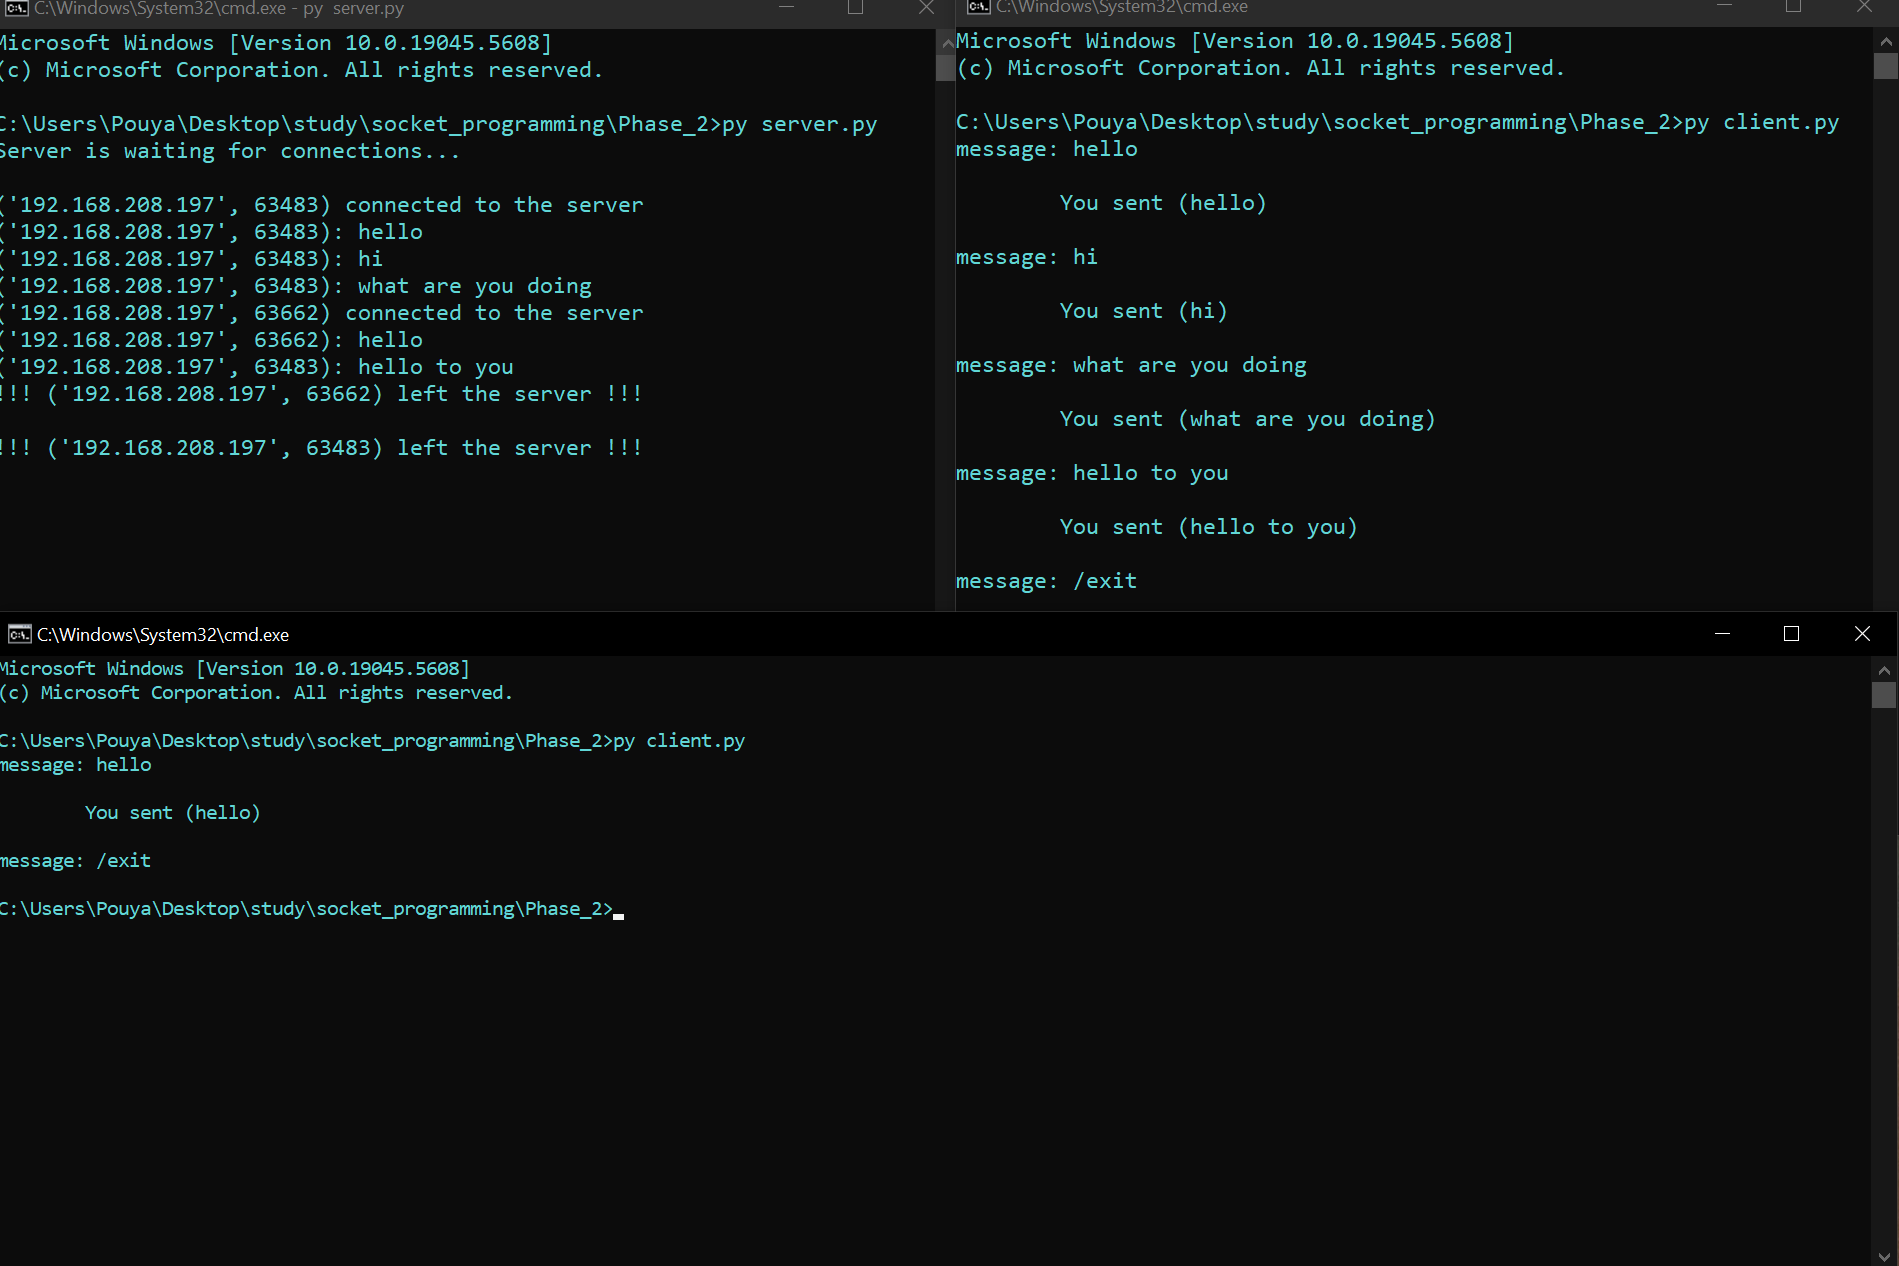 C:\Windows\System32\cmd.exe - py  server.py
Microsoft Windows [Version 10.0.19045.5608]
(c) Microsoft Corporation. All rights reserved.
C:\Users\Pouya\Desktop\study\socket_programming\Phase_2>py server.py
Server is waiting for connections...
('192.168.208.197', 63483) connected to the server
('192.168.208.197', 63483): hello
('192.168.208.197', 63483): hi
('192.168.208.197', 63483): what are you doing
('192.168.208.197', 63662) connected to the server
('192.168.208.197', 63662): hello
('192.168.208.197', 63483): hello to you
!!! ('192.168.208.197', 63662) left the server !!!
!!! ('192.168.208.197', 63483) left the server !!!
C:\Windows\System32\cmd.exe
Microsoft Windows [Version 10.0.19045.5608]
(c) Microsoft Corporation. All rights reserved.
C:\Users\Pouya\Desktop\study\socket_programming\Phase_2>py client.py
message: hello
You sent (hello)
message: hi
You sent (hi)
message: what are you doing
You sent (what are you doing)
message: hello to you
You sent (hello to you)
message: /exit
C:\Windows\System32\cmd.exe
Microsoft Windows [Version 10.0.19045.5608]
(c) Microsoft Corporation. All rights reserved.
C:\Users\Pouya\Desktop\study\socket_programming\Phase_2>py client.py
message: hello
You sent (hello)
message: /exit
C:\Users\Pouya\Desktop\study\socket_programming\Phase_2>